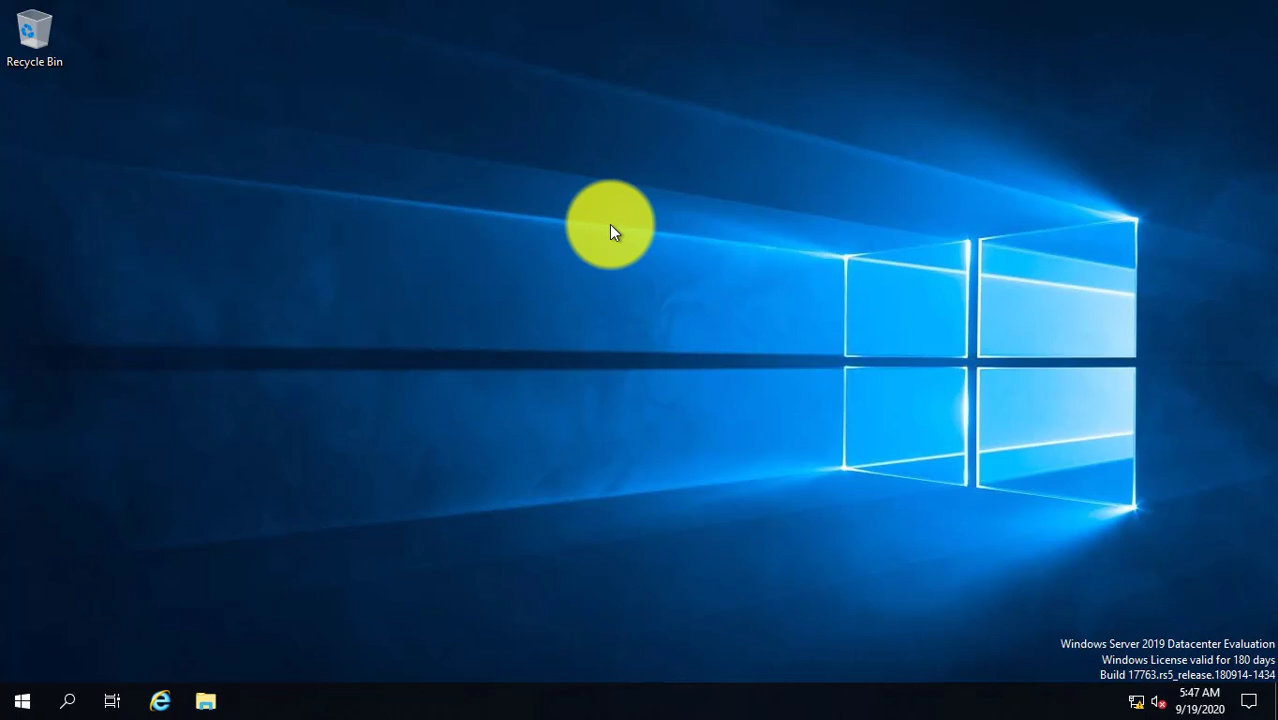 Recycle Bin
Windows Server 2019 Datacenter Evaluation
Windows License valid for 180 days
Build 17763.rs5_release.180914-1434
5:47 AM
9/19/2020